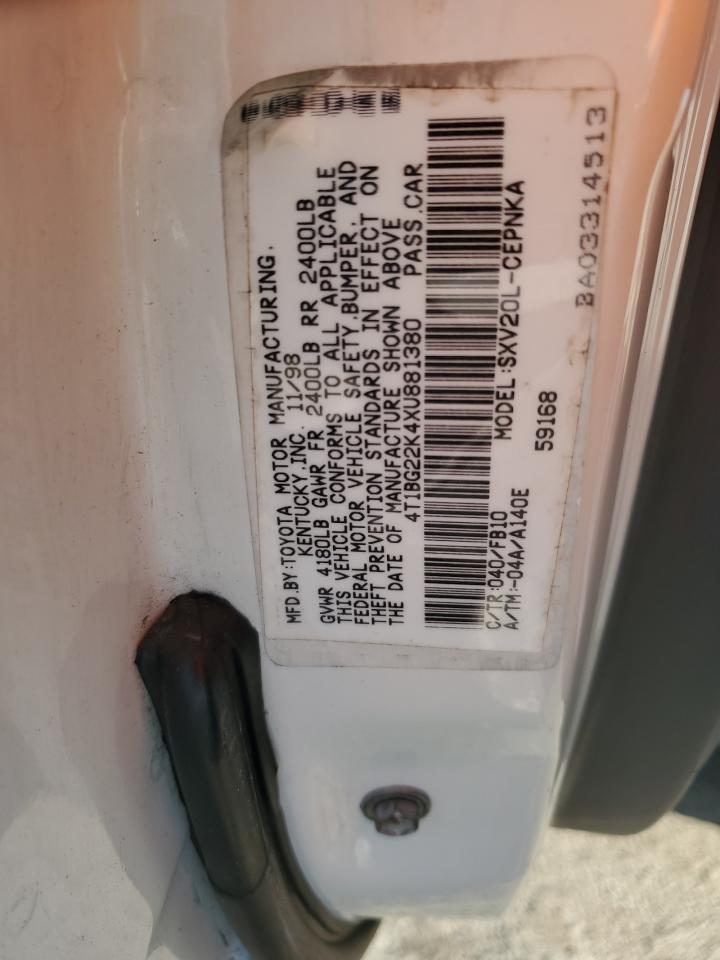 MFD.BY:TOYOTA MOTOR MANUFACTURING.
KENTUCKY,INC. 11/98
GVWR 4180LB GAWR FR 2400LB RR 2400LB
THIS VEHICLE CONFORMS TO ALL APPLICABLE
FEDERAL MOTOR VEHICLE SAFETY,BUMPER, AND
THEFT PREVENTION STANDARDS IN EFFECT ON
THE DATE OF MANUFACTURE SHOWN ABOVE
4T1BG22K4XU881380 PASS.CAR
C/TR:040/FB10 MODEL:SXV20L-CEPNKA
A/TM:-04A/A140E
59168
BA03314513